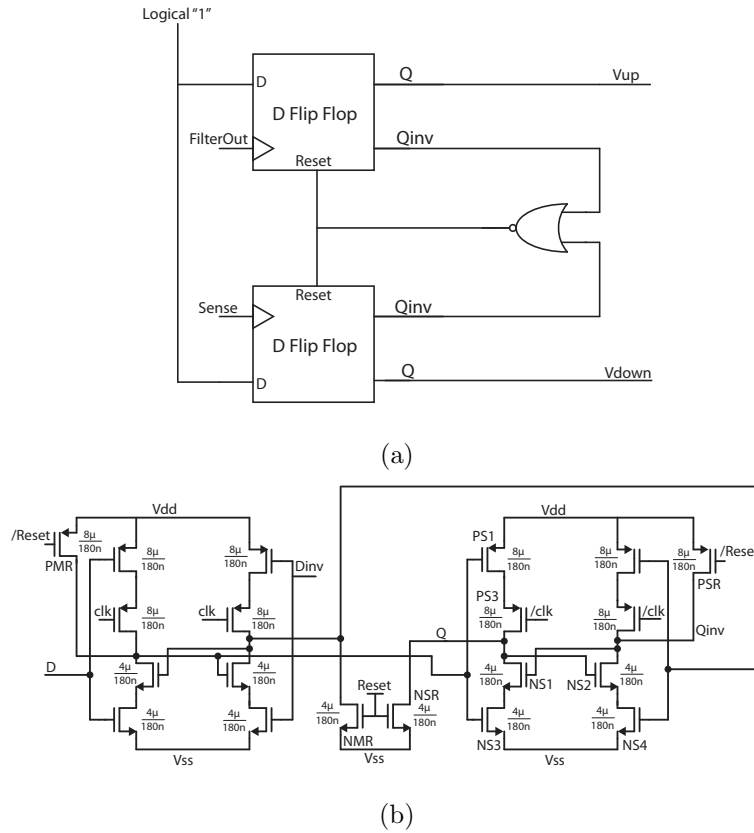 Logical “1”
D
Q
Vup
D Flip Flop
FilterOut
Qinv
Reset
Reset
Sense
Qinv
D Flip Flop
Q
D
Vdown
(a)
Vdd
Vdd
/Reset
8μ/180n
PMR
8μ/180n
8μ/180n
Dinv
PS1
8μ/180n
8μ/180n
8μ/180n
/Rese
PSR
clk
8μ/180n
clk
8μ/180n
PS3
8μ/180n
/clk
8μ/180n
/clk
Q
Qinv
D
4μ/180n
4μ/180n
Reset
NSR
4μ/180n
NS1
NS2
4μ/180n
4μ/180n
4μ/180n
4μ/180n
NMR
4μ/180n
NS3
4μ/180n
4μ/180n
NS4
Vss
Vss
Vss
(b)